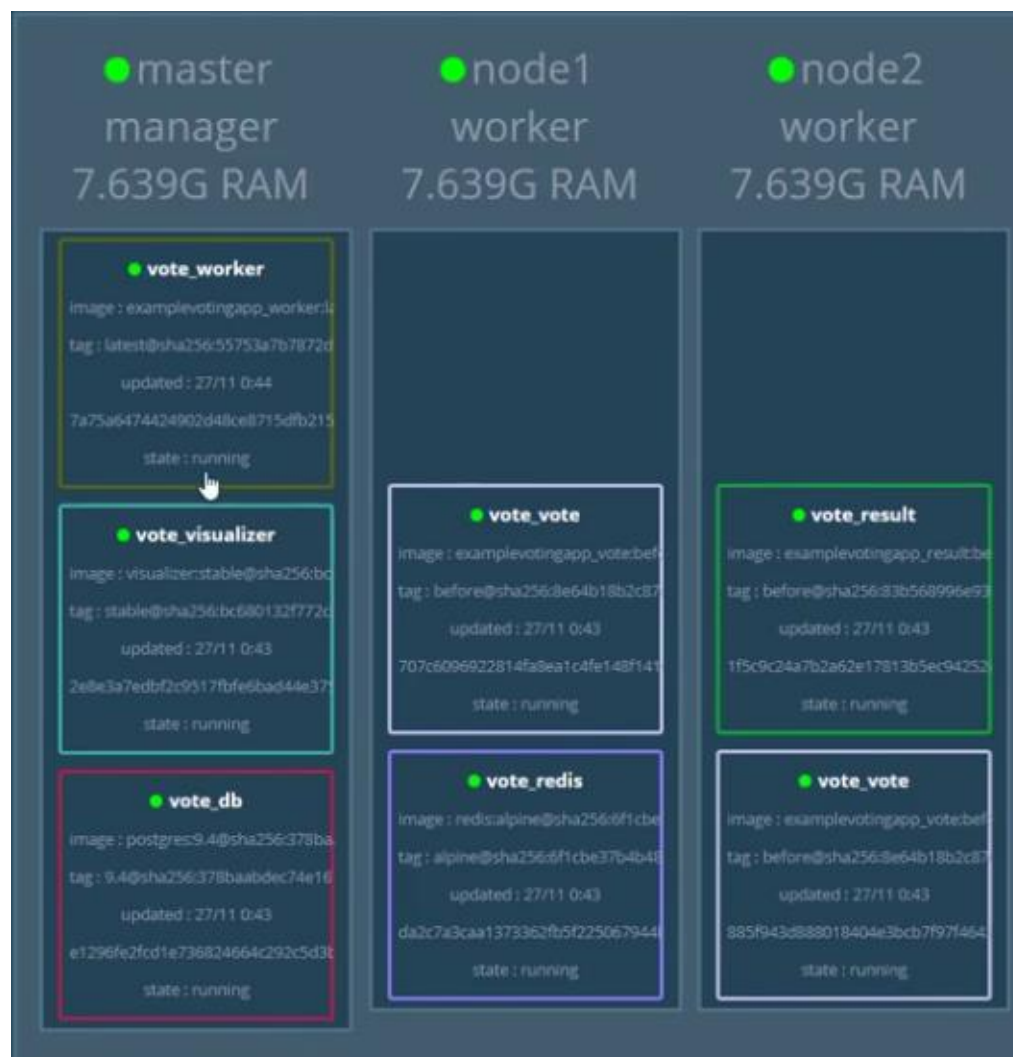 master
manager
7.639G RAM
vote_worker
image : examplevotingapp_worker:la
tag : latest@sha256:55753a7b7872d
updated : 27/11 0:44
7a75a6474424902d48ce8715dfb215
state : running
vote_visualizer
image : visualizer:stable@sha256:bc
tag : stable@sha256:bc680132f772c
updated : 27/11 0:43
2e8e3a7edbf2c9517fbfe6bad44e375
state : running
vote_db
image : postgres:9.4@sha256:378ba
tag : 9.4@sha256:378baabdec74e16
updated : 27/11 0:43
e1296fe2fcd1e736824664c292c5d3b
state : running
node1
worker
7.639G RAM
vote_vote
image : examplevotingapp_vote:bef
tag : before@sha256:8e64b18b2c87
updated : 27/11 0:43
707c6096922814fa8ea1c4fe148f141
state : running
vote_redis
image : redis:alpine@sha256:6f1cbe
tag : alpine@sha256:6f1cbe37b4b48
updated : 27/11 0:43
da2c7a3caa1373362fb5f225067944
state : running
node2
worker
7.639G RAM
vote_result
image : examplevotingapp_result:be
tag : before@sha256:83b568996e93
updated : 27/11 0:43
1f5c9c24a7b2a62e17813b5ec94252
state : running
vote_vote
image : examplevotingapp_vote:bef
tag : before@sha256:8e64b18b2c87
updated : 27/11 0:43
885f943d888018404e3bcb7f97f464
state : running